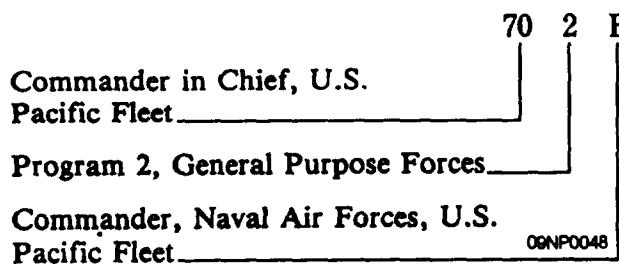 70 2
Commander in Chief, U.S.
Pacific Fleet
Program 2, General Purpose Forces
Commander, Naval Air Forces, U.S.
Pacific Fleet
09NP0048